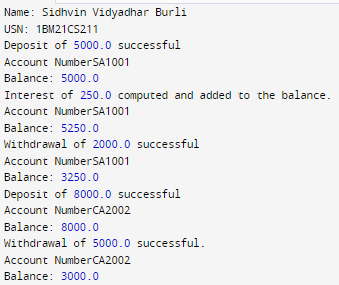 Name: Sidhvin Vidyadhar Burli
USN: 1BM21CS211
Deposit of 5000.0 successful
Account NumberSA1001
Balance: 5000.0
Interest of 250.0 computed and added to the balance.
Account NumberSA1001
Balance: 5250.0
Withdrawal of 2000.0 successful
Account NumberSA1001
Balance: 3250.0
Deposit of 8000.0 successful
Account NumberCA2002
Balance: 8000.0
Withdrawal of 5000.0 successful.
Account NumberCA2002
Balance: 3000.0